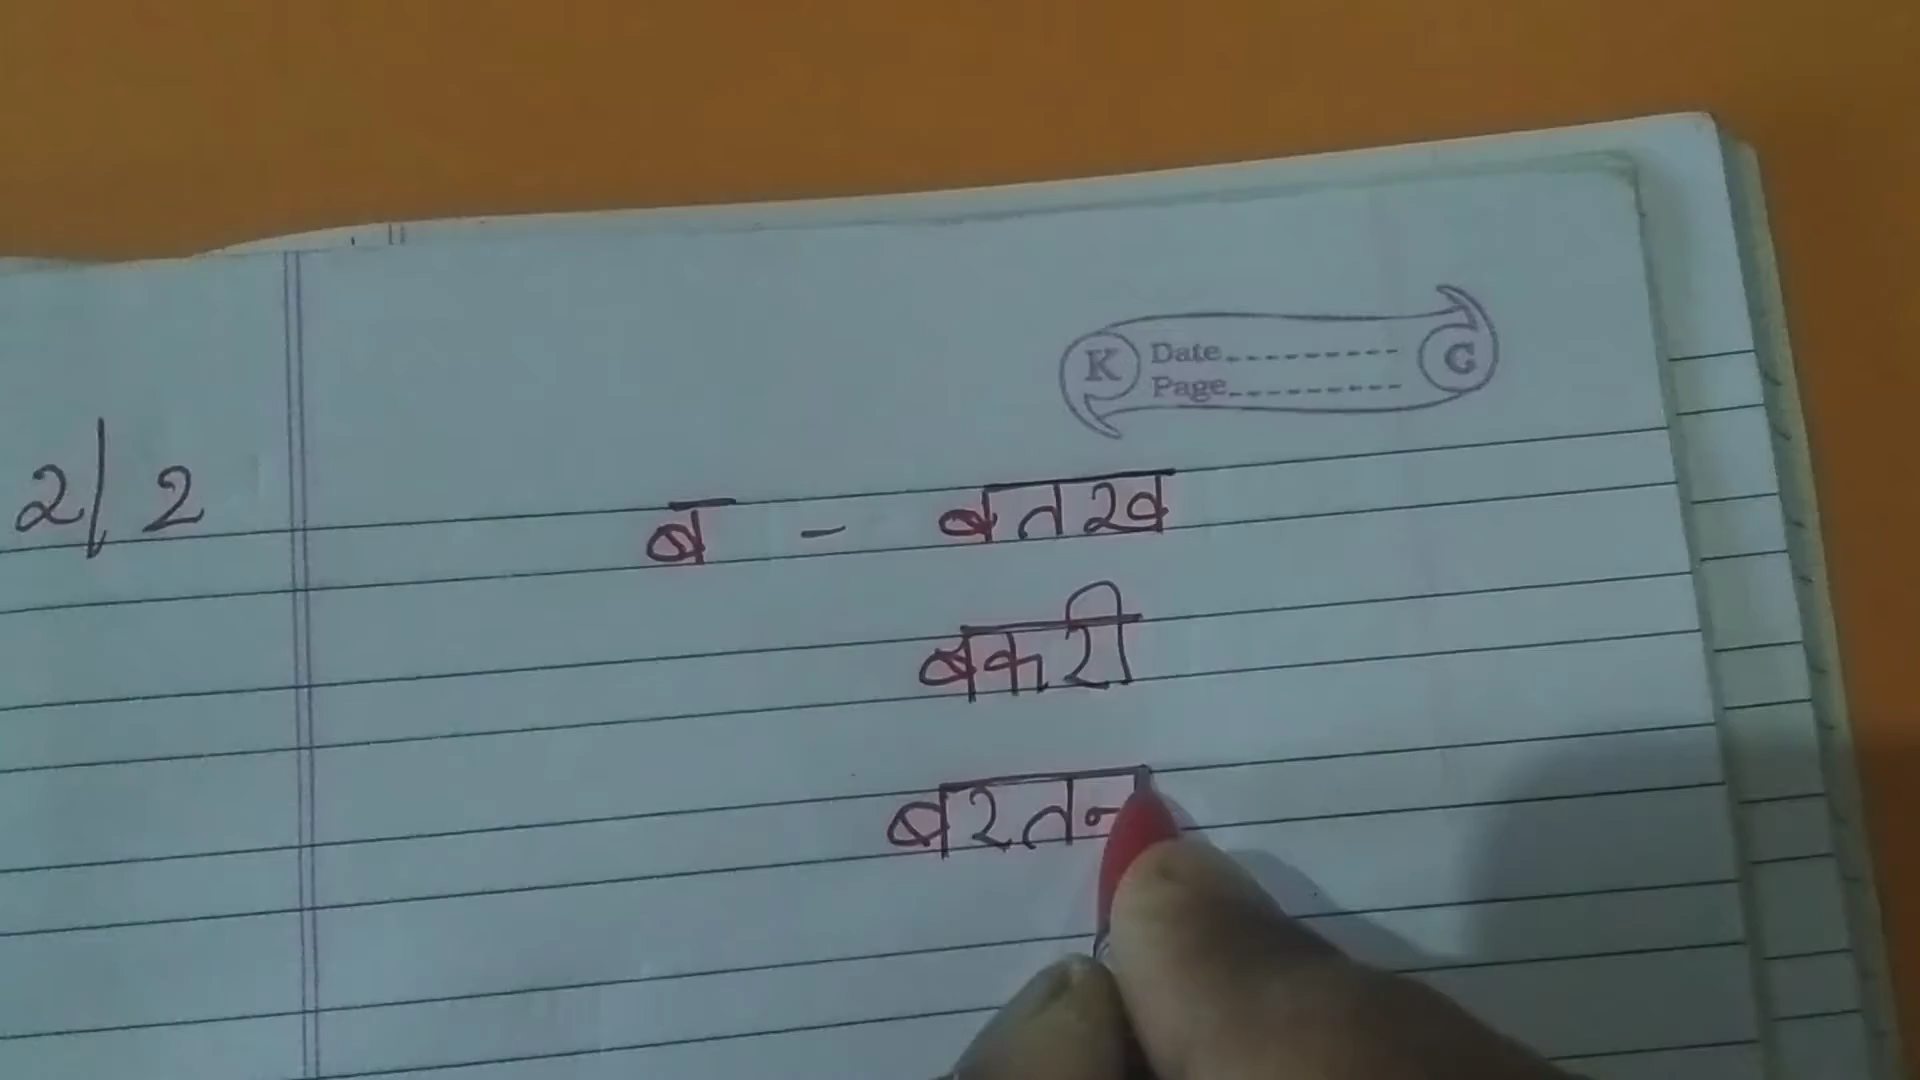 K Date.......... C
Page..........
2/2
ब - बतख
बकरी
बरतन